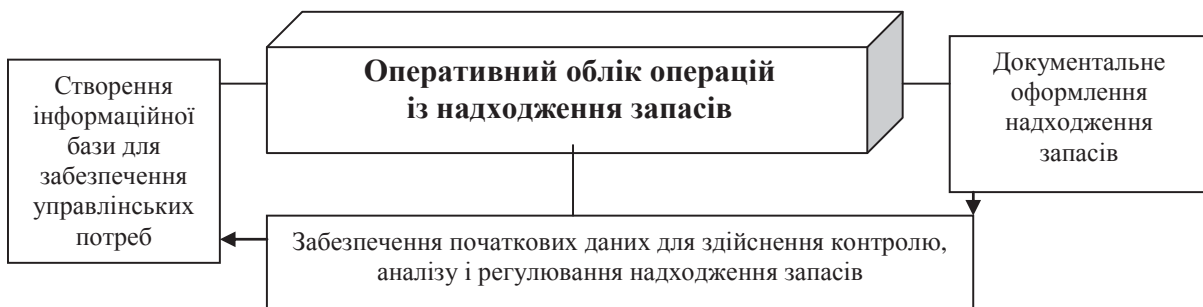 Оперативний облік операцій
із надходження запасів
Створення
інформаційної
бази для
забезпечення
управлінських
потреб
Документальне
оформлення
надходження
запасів
Забезпечення початкових даних для здійснення контролю,
аналізу і регулювання надходження запасів